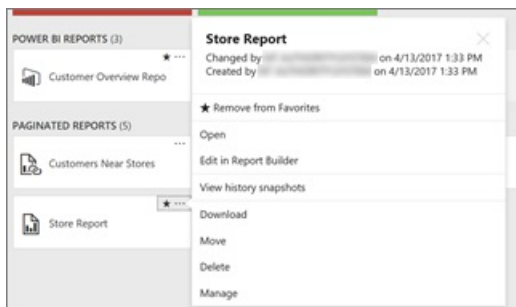 POWER BI REPORTS (3)
Customer Overview Repo
PAGINATED REPORTS (5)
Customers Near Stores
Store Report
Store Report
Changed by on 4/13/2017 1:33 PM
Created by on 4/13/2017 1:33 PM
Remove from Favorites
Open
Edit in Report Builder
View history snapshots
Download
Move
Delete
Manage